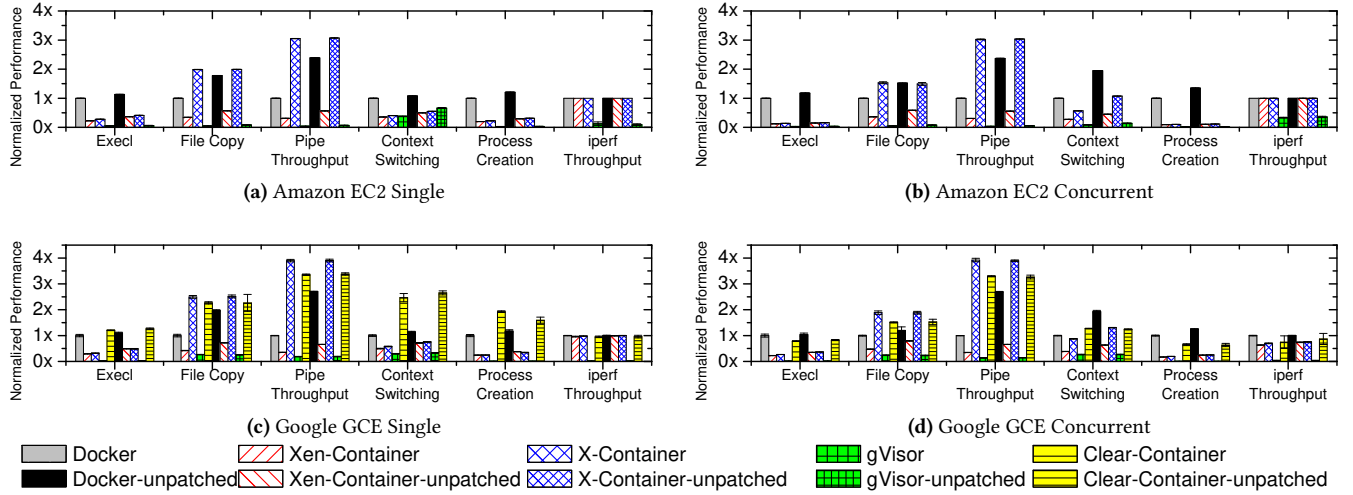 Normalized Performance
4x
3x
2x
1x
0x
Execl
File Copy
Pipe
Throughput
Context
Switching
Process
Creation
iperf
Throughput
(a) Amazon EC2 Single
Normalized Performance
4x
3x
2x
1x
0x
Execl
File Copy
Pipe
Throughput
Context
Switching
Process
Creation
iperf
Throughput
(b) Amazon EC2 Concurrent
Normalized Performance
4x
3x
2x
1x
0x
Execl
File Copy
Pipe
Throughput
Context
Switching
Process
Creation
iperf
Throughput
(c) Google GCE Single
Normalized Performance
4x
3x
2x
1x
0x
Execl
File Copy
Pipe
Throughput
Context
Switching
Process
Creation
iperf
Throughput
(d) Google GCE Concurrent
Docker Xen-Container X-Container gVisor Clear-Container
Docker-unpatched Xen-Container-unpatched X-Container-unpatched gVisor-unpatched Clear-Container-unpatched